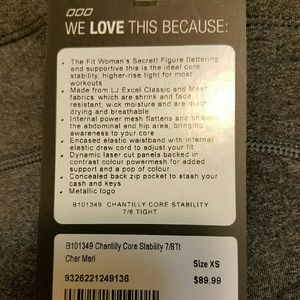 WE LOVE THIS BECAUSE:
• The Fit Woman's Secret! Figure flattering
and supportive this is the ideal core
stability, higher-rise tight for most
workouts
• Made from LJ Excel Classic and Mesh
fabrics which are shrink and fade
resistant, wick moisture and are quick
drying and breathable
• Internal power mesh flattens and shapes
the abdominal and hip area, bringing
awareness to your core
• Encased elastic waistband with internal
elastic draw cord to adjust your fit
• Dynamic laser cut panels backed in
contrast colour powermesh for added
support and a pop of colour
• Concealed back zip pocket to stash your
cash and keys
• Metallic logo
B101349 CHANTILLY CORE STABILITY
7/8 TIGHT
B101349 Chantilly Core Stability 7/8Tt
Char Marl
Size XS
9326221249136
$89.99